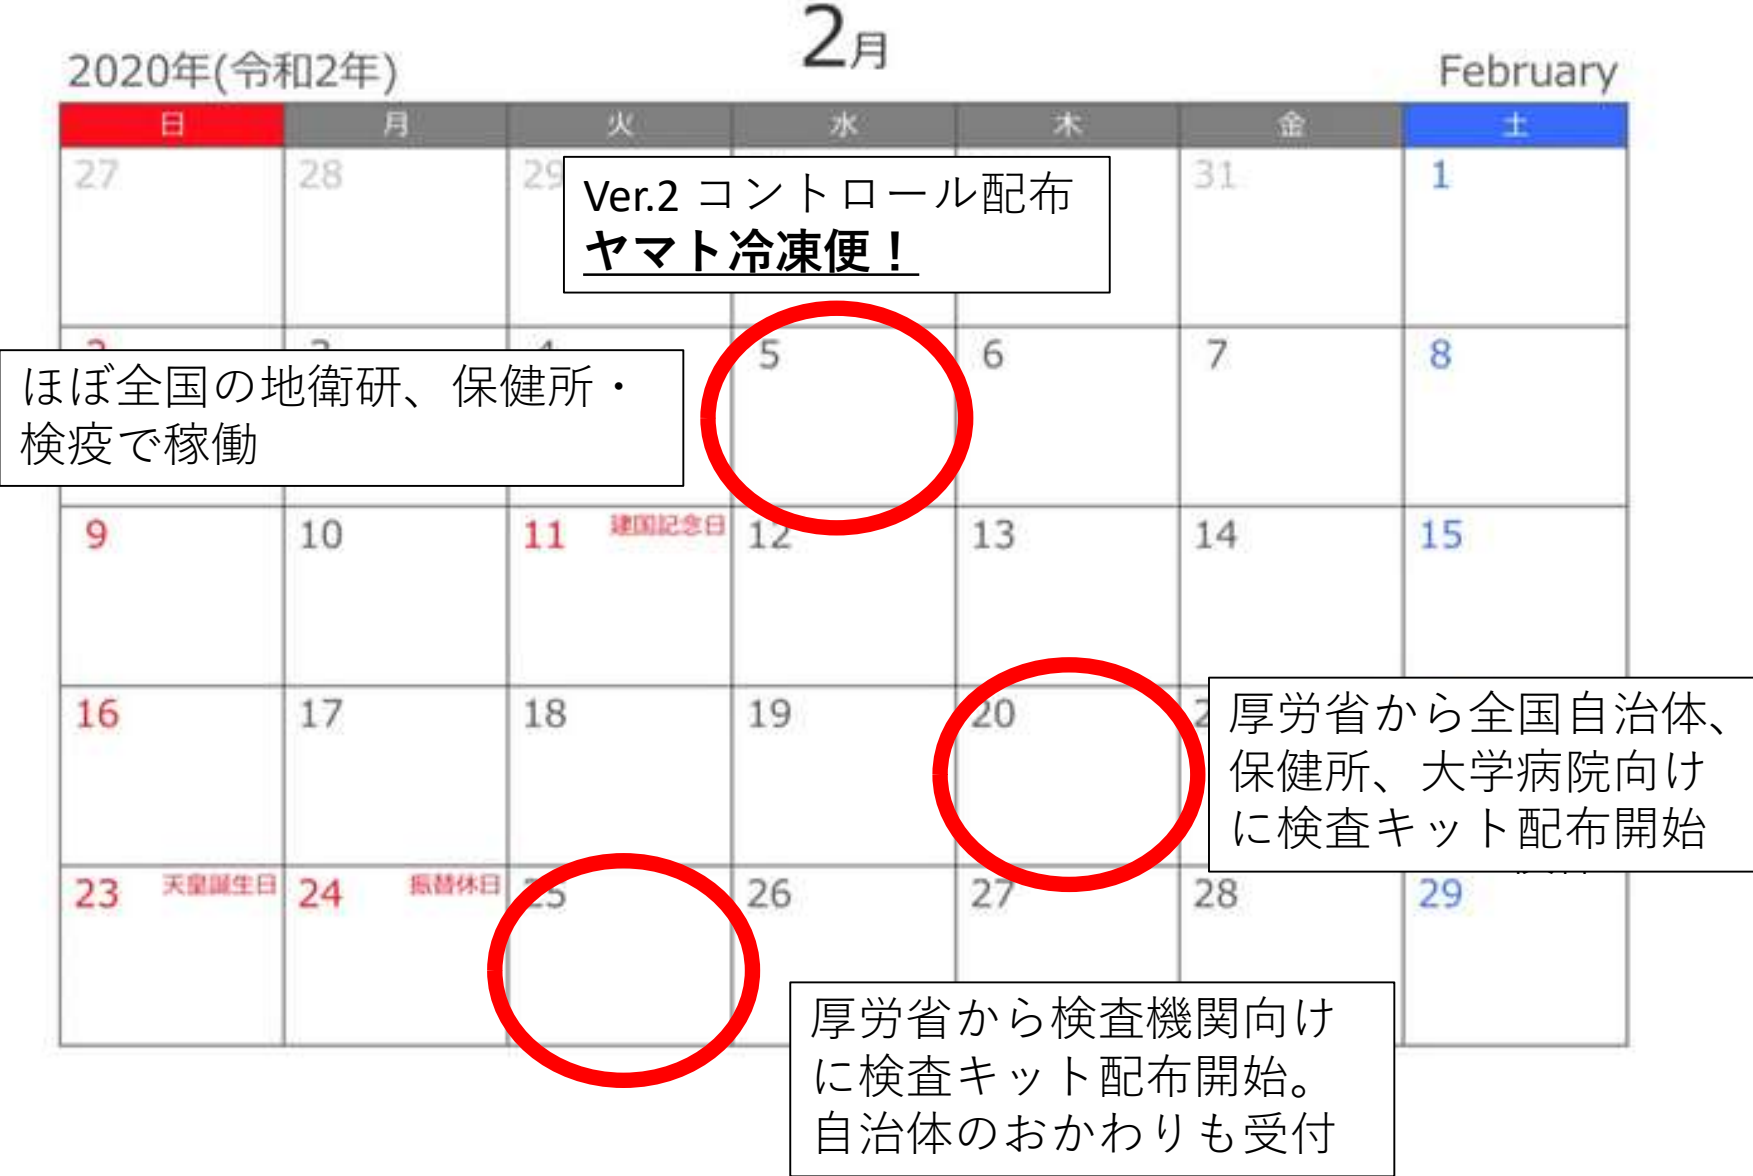 2月
2020年(令和2年)
February
日 月 火 水 木 金 土
27 28 29 31 1
Ver.2 コントロール配布
ヤマト冷凍便！
5 6 7 8
ほぼ全国の地衛研、保健所・
検疫で稼働
9 10 11 建国記念日 12 13 14 15
16 17 18 19 20
厚労省から全国自治体、
保健所、大学病院向け
に検査キット配布開始
23 天皇誕生日 24 振替休日 25 26 27 28 29
厚労省から検査機関向け
に検査キット配布開始。
自治体のおかわりも受付